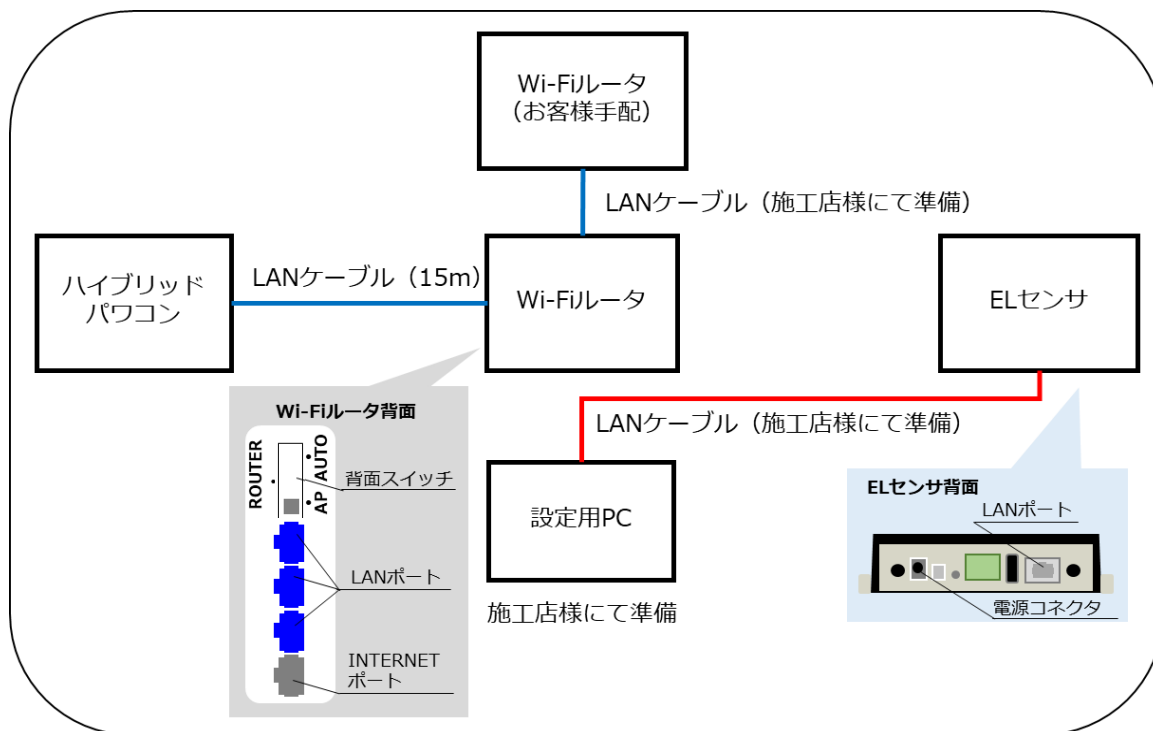 Wi-Fiルータ
（お客様手配）
LANケーブル（施工店様にて準備）
ハイブリッド
パワコン
LANケーブル（15m）
Wi-Fiルータ
ELセンサ
LANケーブル（施工店様にて準備）
Wi-Fiルータ背面
ROUTER
AUTO
AP
背面スイッチ
LANポート
INTERNET
ポート
設定用PC
施工店様にて準備
ELセンサ背面
LANポート
電源コネクタ